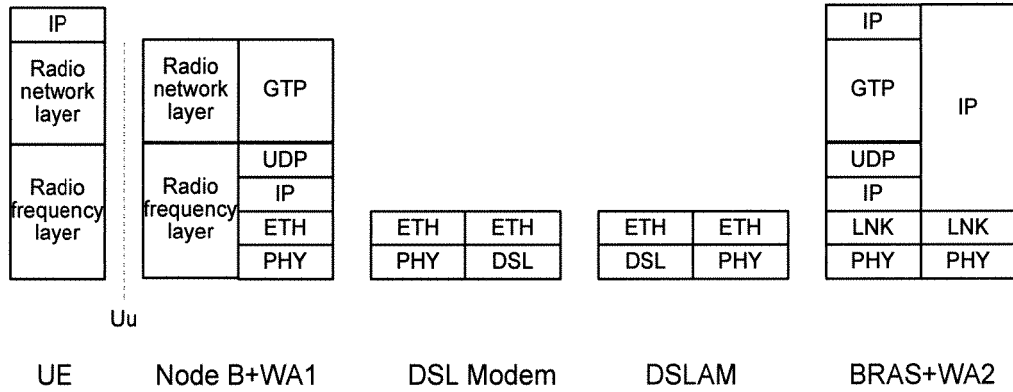 IP
Radio
network
layer
Radio
frequency
layer
Uu
UE
Radio
network
layer
Radio
frequency
layer
GTP
UDP
IP
ETH
PHY
Node B+WA1
ETH ETH
PHY DSL
DSL Modem
ETH ETH
DSL PHY
DSLAM
IP
GTP
UDP
IP
LNK
PHY
IP
LNK
PHY
BRAS+WA2